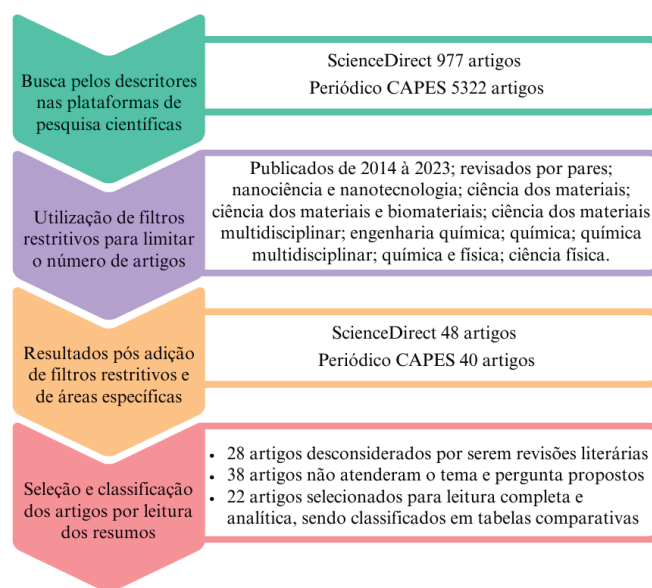 Busca pelos descritores
nas plataformas de
pesquisa científicas
ScienceDirect 977 artigos
Periódico CAPES 5322 artigos
Utilização de filtros
restritivos para limitar
o número de artigos
Publicados de 2014 à 2023; revisados por pares;
nanociência e nanotecnologia; ciência dos materiais;
ciência dos materiais e biomateriais; ciência dos materiais
multidisciplinar; engenharia química; química; química
multidisciplinar; química e física; ciência física.
Resultados pós adição
de filtros restritivos e
de áreas específicas
ScienceDirect 48 artigos
Periódico CAPES 40 artigos
Seleção e classificação
dos artigos por leitura
dos resumos
• 28 artigos desconsiderados por serem revisões literárias
• 38 artigos não atenderam o tema e pergunta propostos
• 22 artigos selecionados para leitura completa e
analítica, sendo classificados em tabelas comparativas